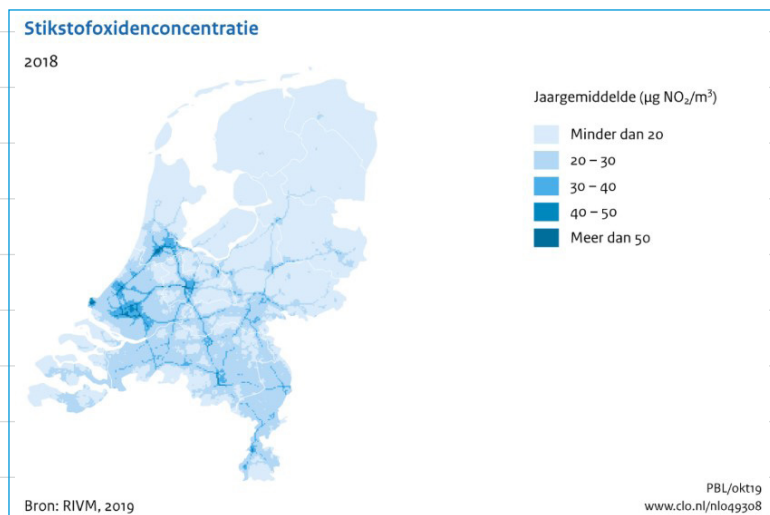 Stikstofoxidenconcentratie
2018
Jaargemiddelde (µg NO₂/m³)
Minder dan 20
20 – 30
30 – 40
40 – 50
Meer dan 50
PBL/okt19
Bron: RIVM, 2019
www.clo.nl/nl049308